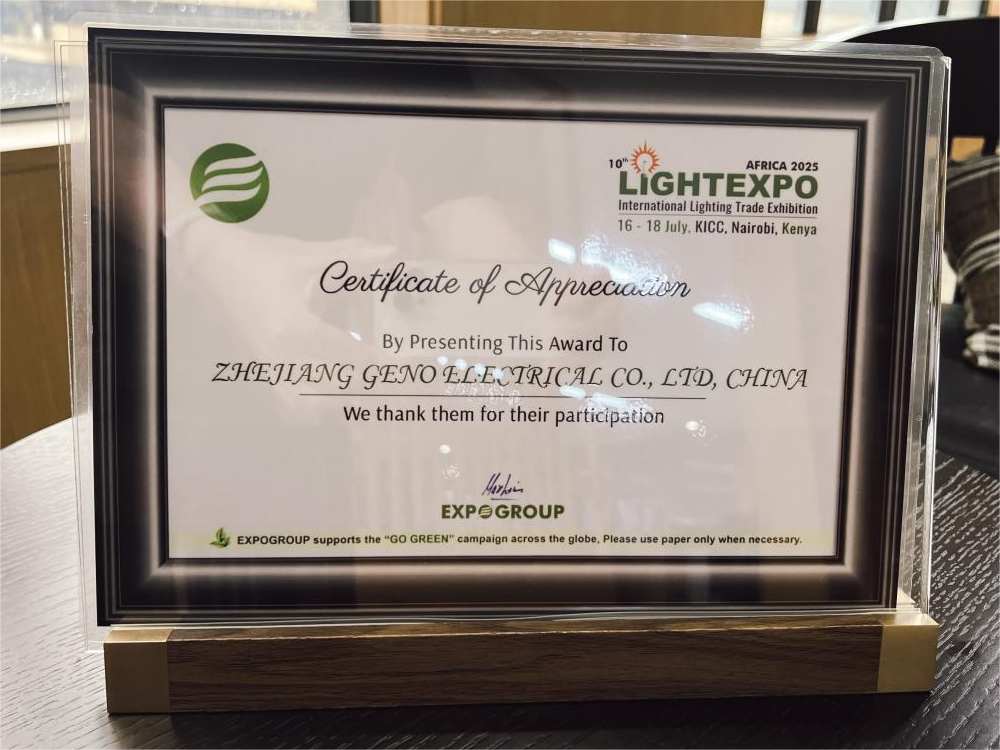 10th AFRICA 2025
LIGHTEXPO
International Lighting Trade Exhibition
16 - 18 July, KICC, Nairobi, Kenya
Certificate of Appreciation
By Presenting This Award To
ZHEJIANG GENO ELECTRICAL CO., LTD, CHINA
We thank them for their participation
EXPOGROUP
EXPOGROUP supports the “GO GREEN” campaign across the globe, Please use paper only when necessary.